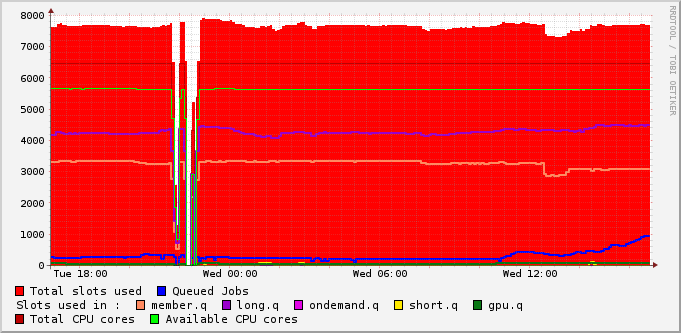 8000
7000
6000
5000
4000
3000
2000
1000
0
Tue 18:00 Wed 00:00 Wed 06:00 Wed 12:00
Total slots used Queued Jobs
Slots used in : member.q long.q ondemand.q short.q gpu.q
Total CPU cores Available CPU cores
RRDTOOL / TOBI OETIKER